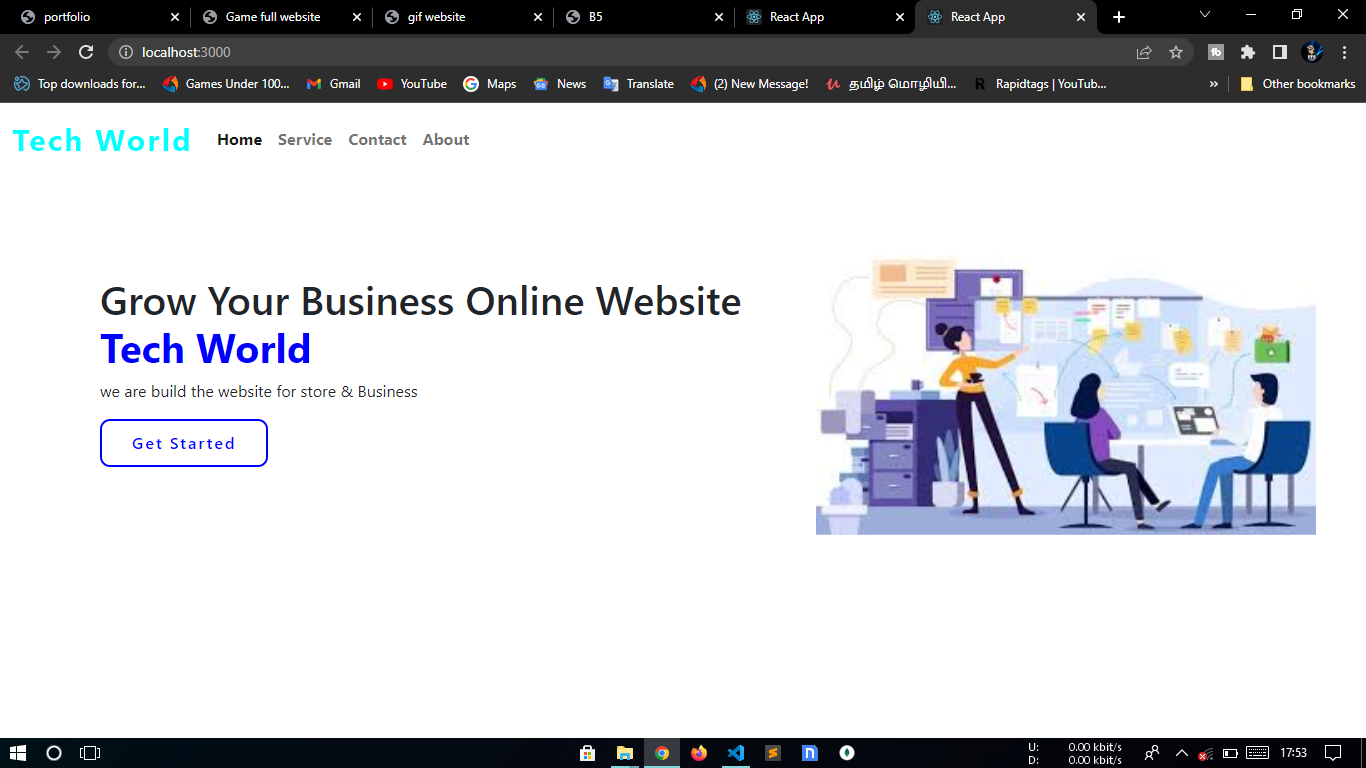 portfolio
Game full website
gif website
B5
React App
React App
localhost:3000
Top downloads for...
Games Under 100...
Gmail
YouTube
Maps
News
Translate
(2) New Message!
தமிழ் மொழியி...
Rapidtags | YouTub...
»
Other bookmarks
Tech World
Home
Service
Contact
About
Grow Your Business Online Website
Tech World
we are build the website for store & Business
Get Started
U: 0.00 kbit/s
D: 0.00 kbit/s
17:53